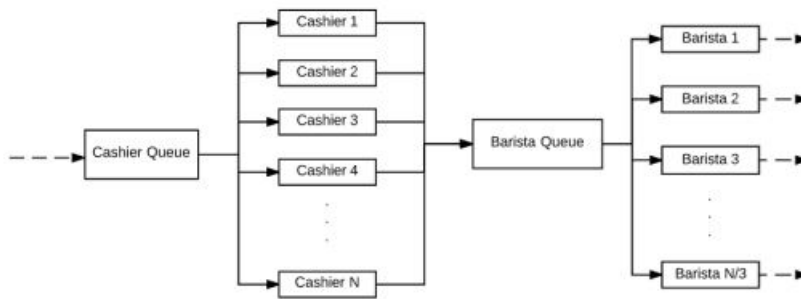 Cashier Queue
Cashier 1
Cashier 2
Cashier 3
Cashier 4
Cashier N
Barista Queue
Barista 1
Barista 2
Barista 3
Barista N/3